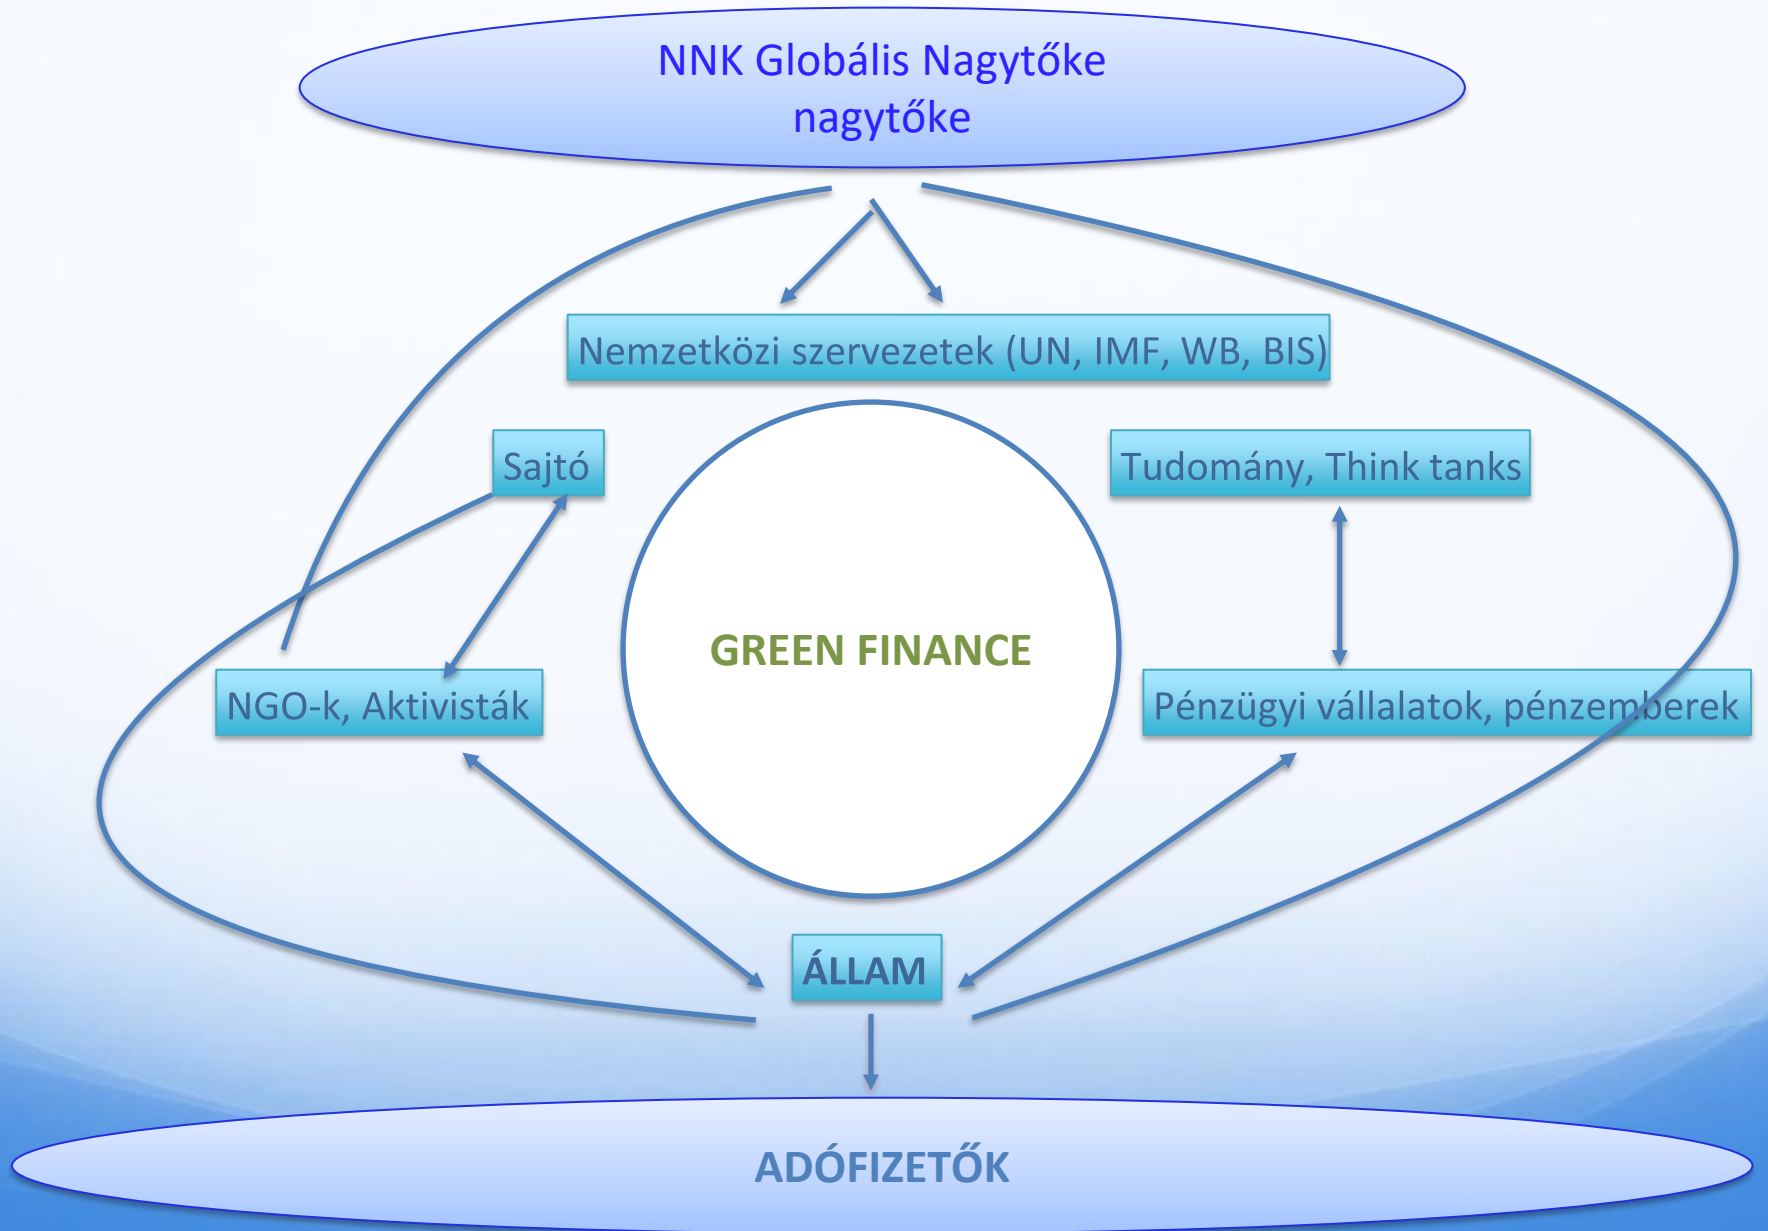 NNK Globális Nagytőke
nagytőke
Nemzetközi szervezetek (UN, IMF, WB, BIS)
Sajtó
Tudomány, Think tanks
GREEN FINANCE
NGO-k, Aktivisták
Pénzügyi vállalatok, pénzemberek
ÁLLAM
ADÓFIZETŐK